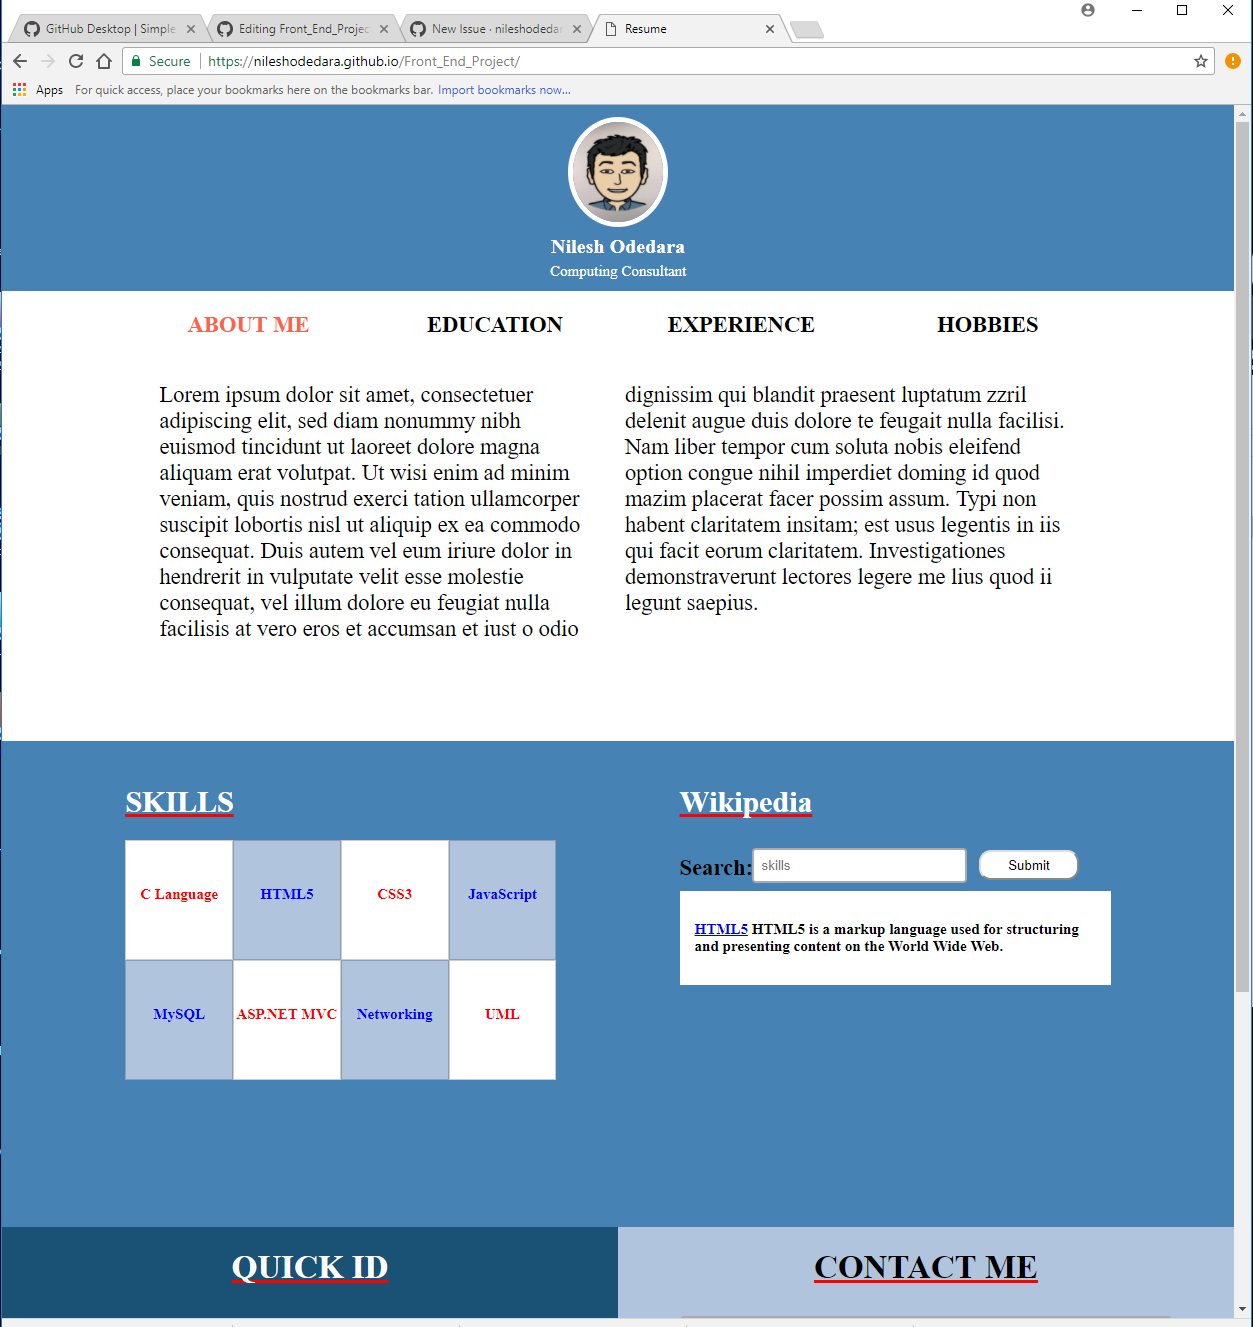 GitHub Desktop | Simple
Editing Front_End_Projec
New Issue · nileshodedar
Resume
Secure
https://nileshodedara.github.io/Front_End_Project/
Apps
For quick access, place your bookmarks here on the bookmarks bar. Import bookmarks now...
Nilesh Odedara
Computing Consultant
ABOUT ME
EDUCATION
EXPERIENCE
HOBBIES
Lorem ipsum dolor sit amet, consectetuer
adipiscing elit, sed diam nonummy nibh
euismod tincidunt ut laoreet dolore magna
aliquam erat volutpat. Ut wisi enim ad minim
veniam, quis nostrud exerci tation ullamcorper
suscipit lobortis nisl ut aliquip ex ea commodo
consequat. Duis autem vel eum iriure dolor in
hendrerit in vulputate velit esse molestie
consequat, vel illum dolore eu feugiat nulla
facilisis at vero eros et accumsan et iust o odio
dignissim qui blandit praesent luptatum zzril
delenit augue duis dolore te feugait nulla facilisi.
Nam liber tempor cum soluta nobis eleifend
option congue nihil imperdiet doming id quod
mazim placerat facer possim assum. Typi non
habent claritatem insitam; est usus legentis in iis
qui facit eorum claritatem. Investigationes
demonstraverunt lectores legere me lius quod ii
legunt saepius.
SKILLS
C Language
HTML5
CSS3
JavaScript
MySQL
ASP.NET MVC
Networking
UML
Wikipedia
Search:
skills
Submit
HTML5 HTML5 is a markup language used for structuring
and presenting content on the World Wide Web.
QUICK ID
CONTACT ME